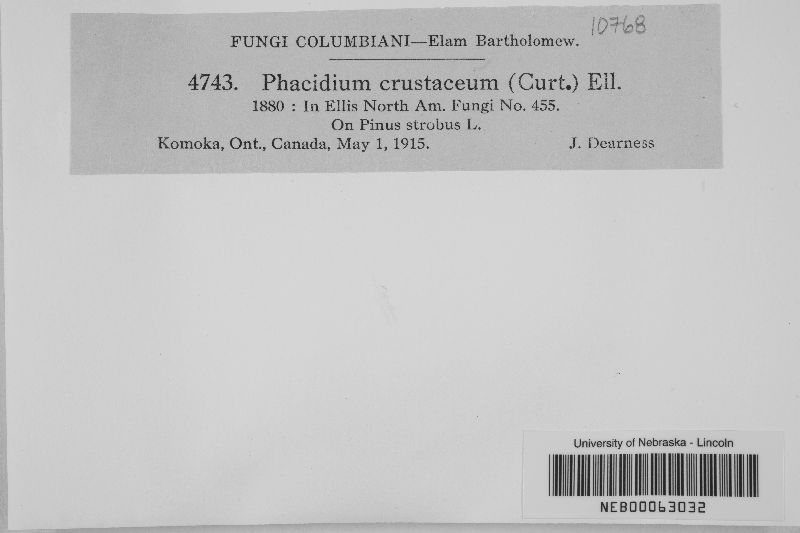 10768
FUNGI COLUMBIANI—Elam Bartholomew.
4743. Phacidium crustaceum (Curt.) Ell.
1880 : In Ellis North Am. Fungi No. 455.
On Pinus strobus L.
Komoka, Ont., Canada, May 1, 1915. J. Dearness
University of Nebraska - Lincoln
NEB00063032